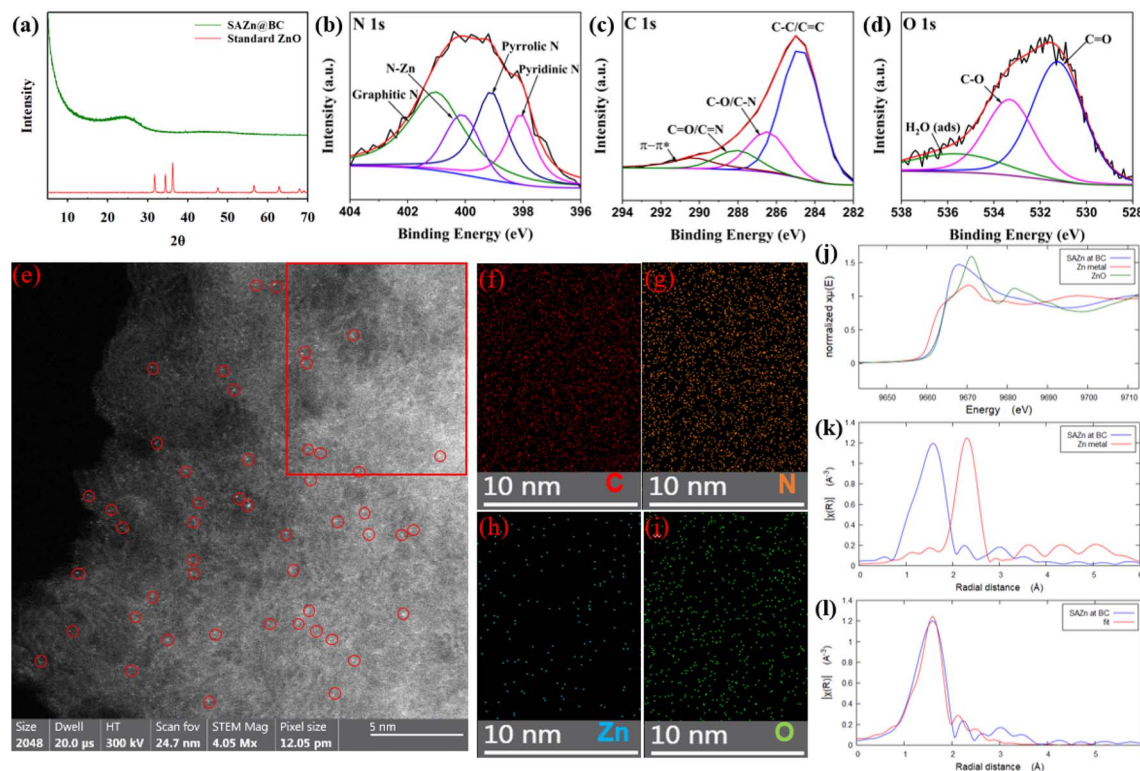 (a)
SAZn@BC
Standard ZnO
Intensity
10 20 30 40 50 60 70
2θ
(b) N 1s
Pyrrolic N
N-Zn
Pyridinic N
Graphitic N
Intensity (a.u.)
404 402 400 398 396
Binding Energy (eV)
(c) C 1s
C-C/C=C
C-O/C-N
C=O/C=N
π–π*
Intensity (a.u.)
294 292 290 288 286 284 282
Binding Energy (eV)
(d) O 1s
C=O
C-O
H2O (ads)
Intensity (a.u.)
538 536 534 533 531 530 528
Binding Energy (eV)
(e)
Size Dwell HT Scan fov STEM Mag Pixel size 5 nm
2048 20.0 µs 300 kV 24.7 nm 4.05 Mx 12.05 pm
(f)
10 nm C
(g)
10 nm N
(h)
10 nm Zn
(i)
10 nm O
(j)
SAZn at BC
Zn metal
ZnO
normalized xμ(E)
1.5
1
0.5
0
9650 9660 9670 9680 9690 9700 9710
Energy (eV)
(k)
SAZn at BC
Zn metal
|χ(R)| (Å⁻³)
1.4
1.2
1
0.8
0.6
0.4
0.2
0
0 1 2 3 4 5 6
Radial distance (Å)
(l)
SAZn at BC
fit
|χ(R)| (Å⁻³)
1.4
1.2
1
0.8
0.6
0.4
0.2
0
0 1 2 3 4 5 6
Radial distance (Å)